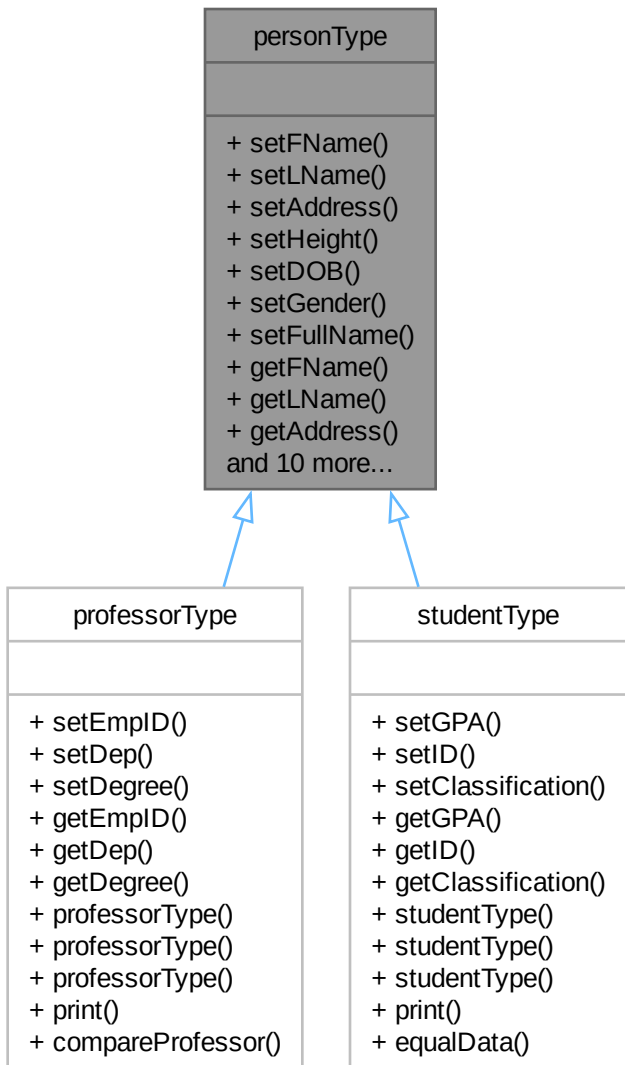 personType
+ setFName()
+ setLName()
+ setAddress()
+ setHeight()
+ setDOB()
+ setGender()
+ setFullName()
+ getFName()
+ getLName()
+ getAddress()
and 10 more...
professorType
+ setEmpID()
+ setDep()
+ setDegree()
+ getEmpID()
+ getDep()
+ getDegree()
+ professorType()
+ professorType()
+ professorType()
+ print()
+ compareProfessor()
studentType
+ setGPA()
+ setID()
+ setClassification()
+ getGPA()
+ getID()
+ getClassification()
+ studentType()
+ studentType()
+ studentType()
+ print()
+ equalData()